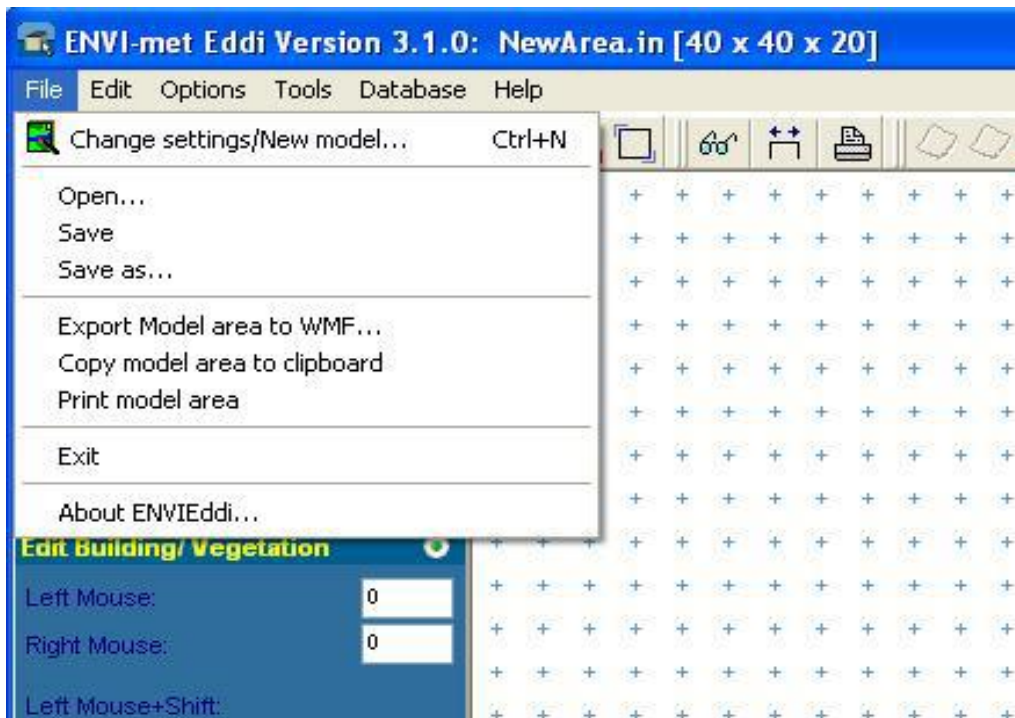 ENVI-met Eddi Version 3.1.0: NewArea.in [40 x 40 x 20]
File Edit Options Tools Database Help
Change settings/New model... Ctrl+N
Open...
Save
Save as...
Export Model area to WMF...
Copy model area to clipboard
Print model area
Exit
About ENVIEddi...
Edit Building/ Vegetation
Left Mouse: 0
Right Mouse: 0
Left Mouse+Shift: